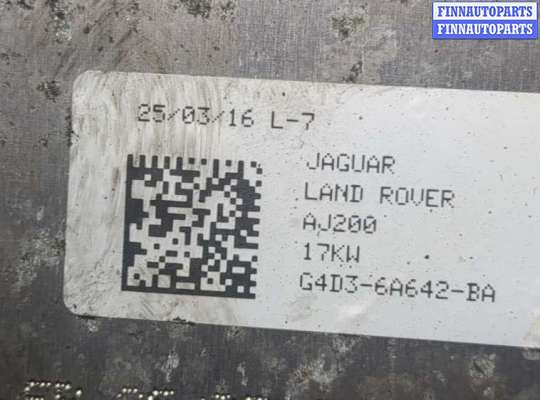 FINNAUTOPARTS
FINNAUTOPARTS
25/03/16 L-7
JAGUAR
LAND ROVER
AJ200
17KW
G4D3-6A642-BA